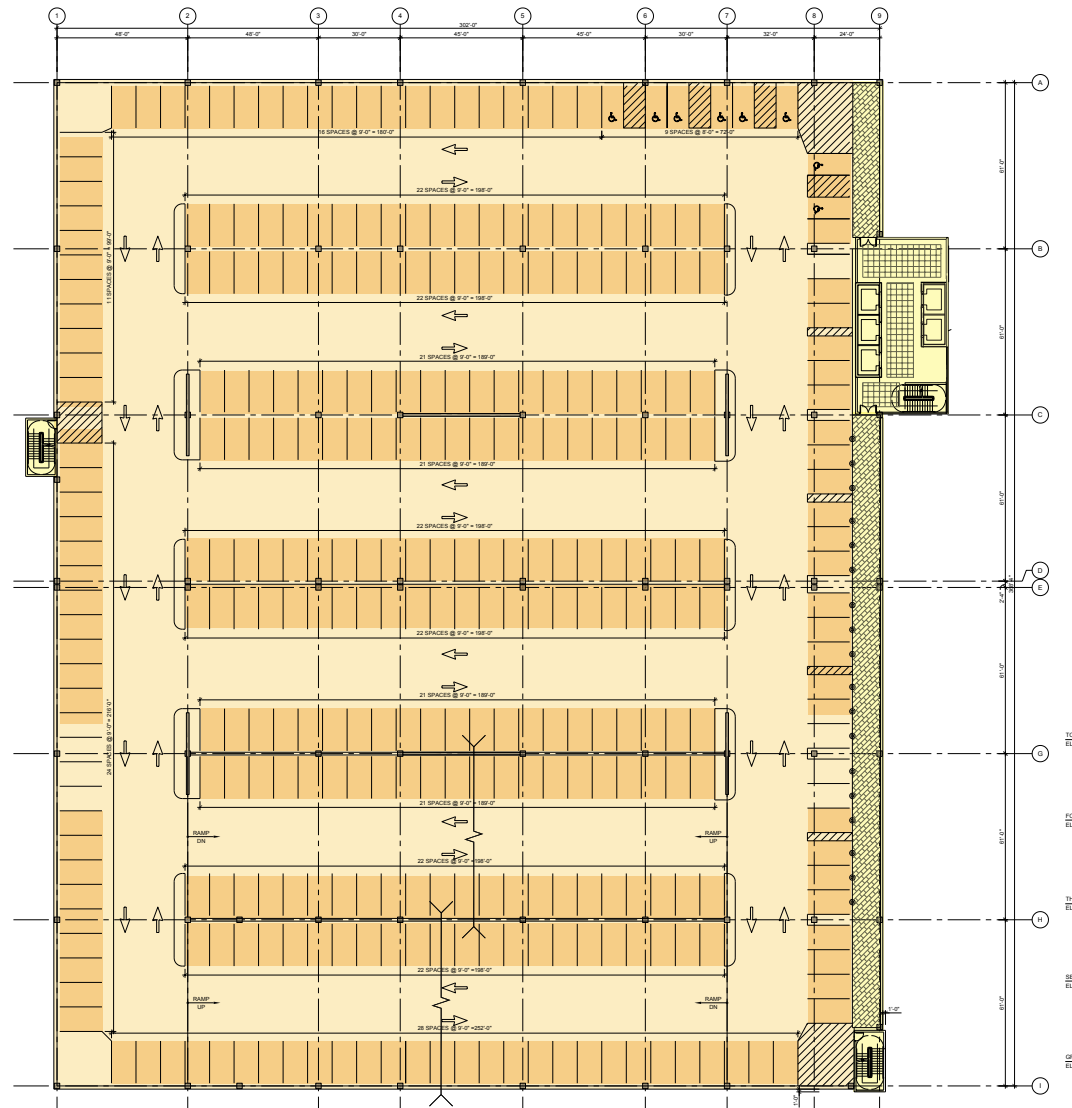 1 2 3 4 5 6 7 8 9
302'-0"
48'-0" 48'-0" 30'-0" 45'-0" 45'-0" 30'-0" 32'-0" 24'-0"
A
16 SPACES @ 9'-0" = 180'-0"
9 SPACES @ 8'-0" = 72'-0"
61'-0"
22 SPACES @ 9'-0" = 198'-0"
11 SPACES @ 9'-0" = 99'-0"
B
22 SPACES @ 9'-0" = 198'-0"
61'-0"
21 SPACES @ 9'-0" = 189'-0"
C
21 SPACES @ 9'-0" = 189'-0"
61'-0"
22 SPACES @ 9'-0" = 198'-0"
D
E
2'-4"
22 SPACES @ 9'-0" = 198'-0"
61'-0"
21 SPACES @ 9'-0" = 189'-0"
24 SPACES @ 9'-0" = 216'-0"
G
21 SPACES @ 9'-0" = 189'-0"
RAMP
DN
RAMP
UP
61'-0"
22 SPACES @ 9'-0" = 198'-0"
H
22 SPACES @ 9'-0" =198'-0"
RAMP
UP
RAMP
DN
61'-0"
1'-0"
28 SPACES @ 9'-0" =252'-0"
I
1'-0"